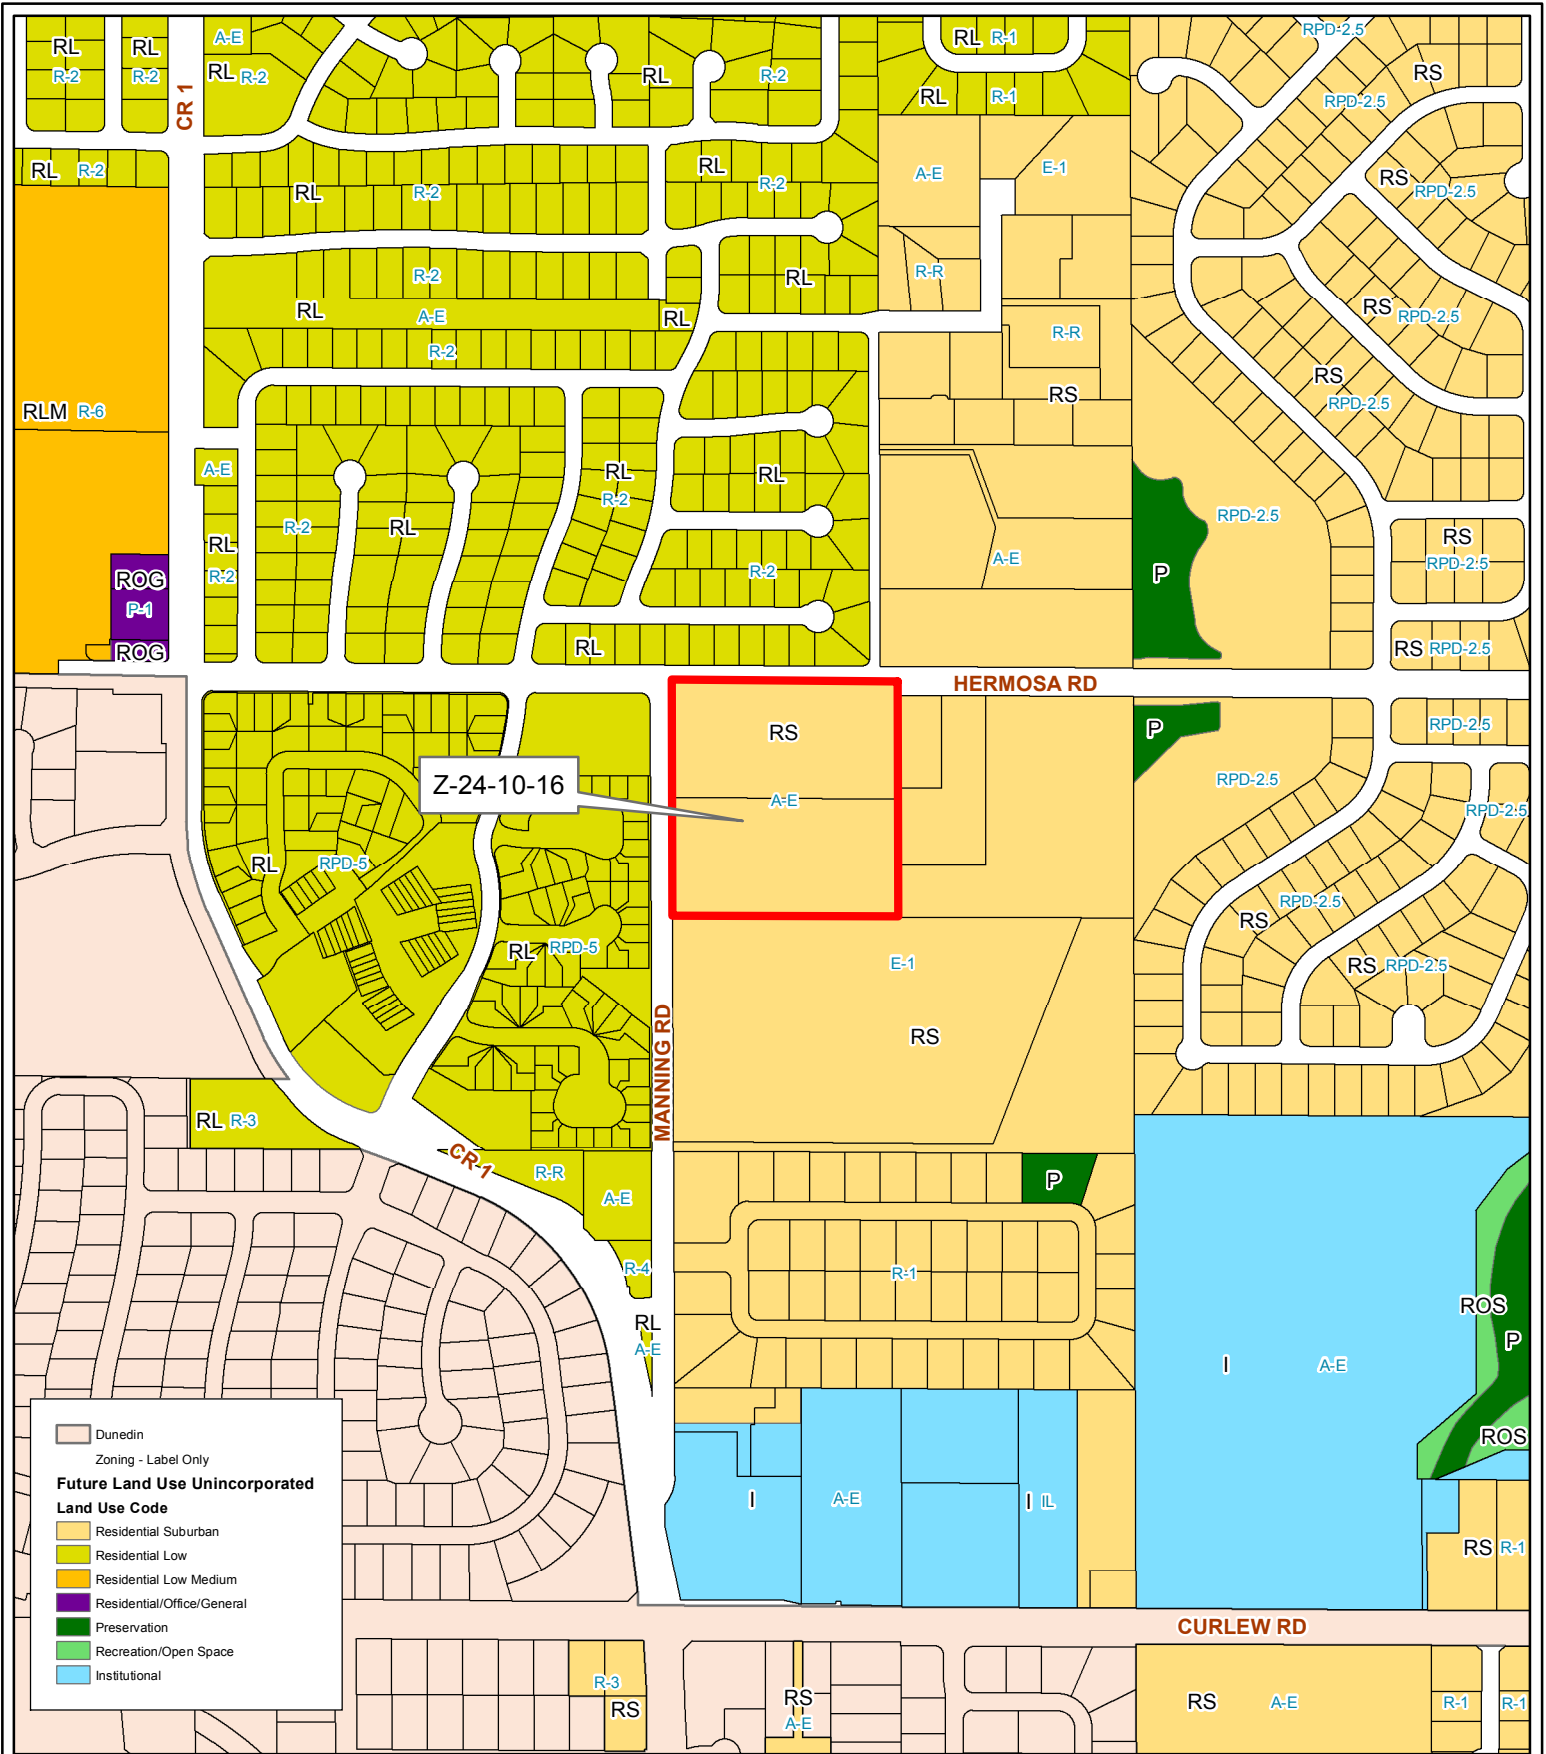 RL
RL
A-E
RL R-1
RPD-2.5
R-2
R-2
RL R-2
RL
R-2
RS
CR 1
RL R-1
RPD-2.5
RL R-2
RL
R-2
RL
R-2
A-E
E-1
RS
RPD-2.5
R-2
RL
R-R
RL
A-E
RL
RL
R-2
R-R
RS
RPD-2.5
RLM R-6
RS
RS
RPD-2.5
A-E
R-2
RL
RL
R-2
RL
RPD-2.5
RS
RPD-2.5
RL
R-2
R-2
A-E
P
ROG
P-1
ROG
RL
RS RPD-2.5
HERMOSA RD
RS
P
RPD-2.5
Z-24-10-16
A-E
RPD-2.5
RPD-2.5
RL
RPD-5
RPD-2.5
RS
RL RPD-5
E-1
RS RPD-2.5
RS
MANNING RD
RL R-3
CR 1
R-R
A-E
P
R-4
R-1
RL
A-E
ROS
P
I
A-E
ROS
I
A-E
I IL
RS R-1
Dunedin
Zoning - Label Only
Future Land Use Unincorporated
Land Use Code
Residential Suburban
Residential Low
Residential Low Medium
Residential/Office/General
Preservation
Recreation/Open Space
Institutional
CURLEW RD
R-3
RS
RS
A-E
RS
A-E
R-1
R-1